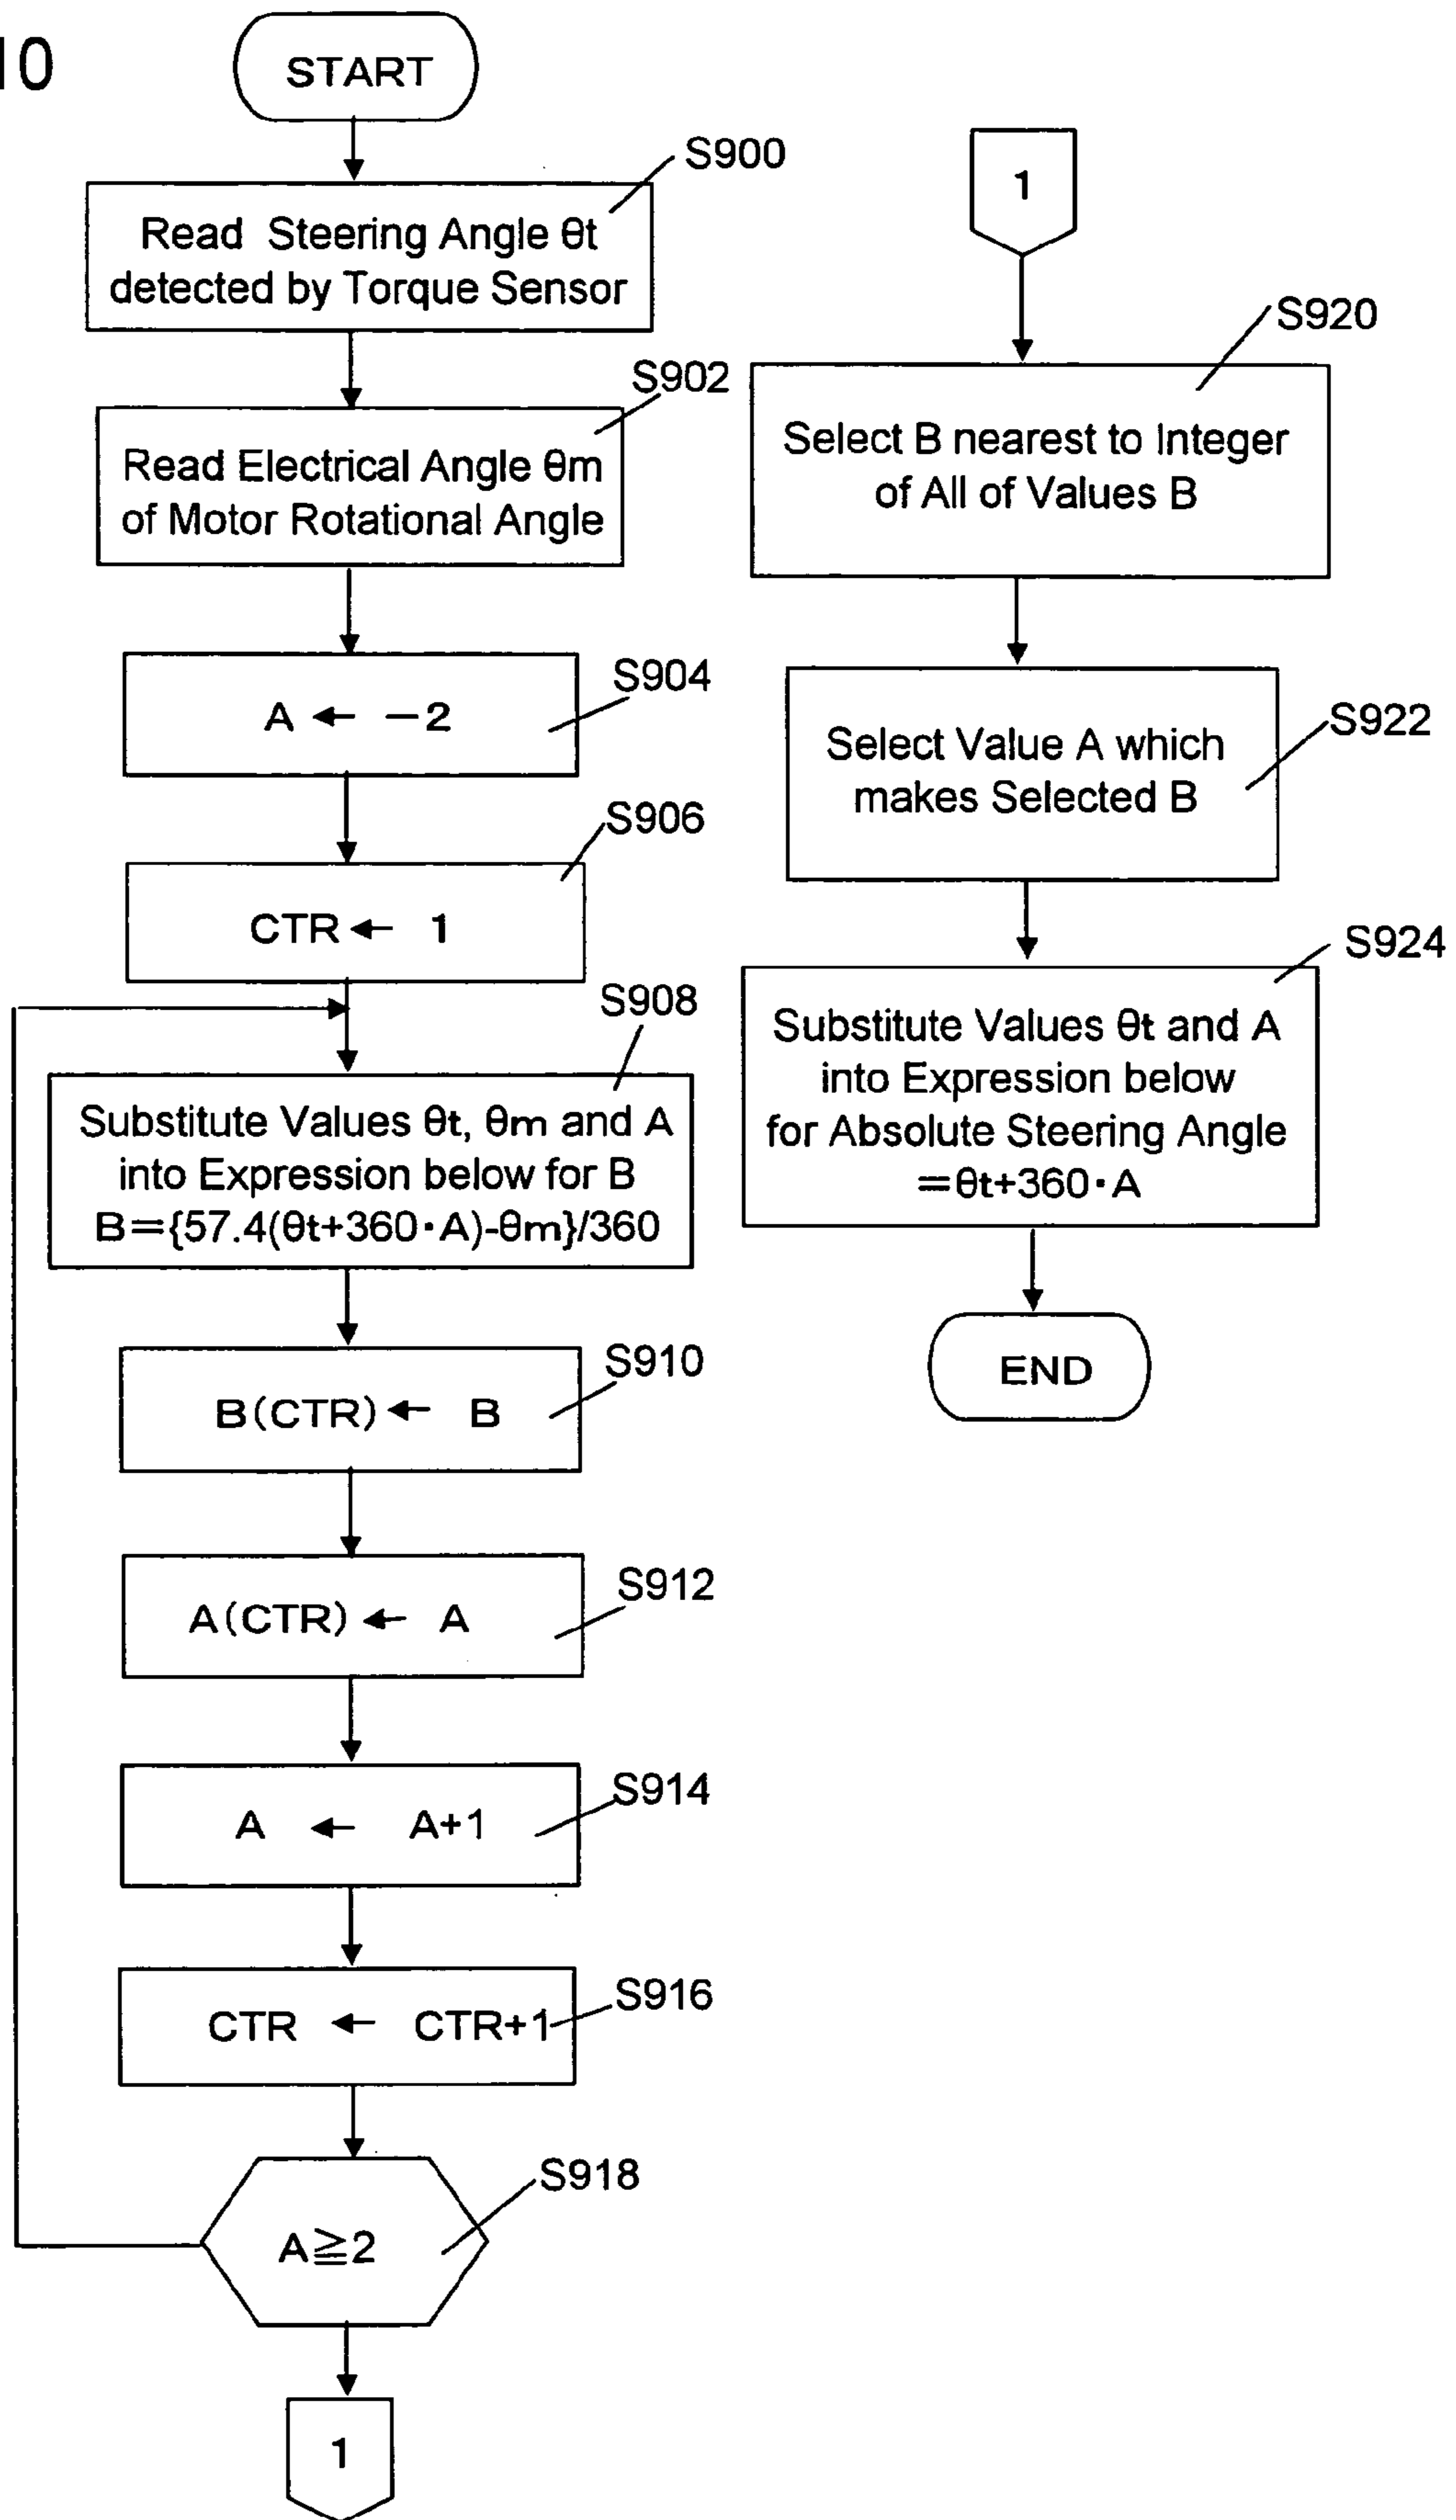 10
START
S900
Read Steering Angle θt
detected by Torque Sensor
S902
Read Electrical Angle θm
of Motor Rotational Angle
S904
A ← −2
S906
CTR ← 1
S908
Substitute Values θt, θm and A
into Expression below for B
B={57.4(θt+360·A)-θm}/360
S910
B(CTR) ← B
S912
A(CTR) ← A
S914
A ← A+1
S916
CTR ← CTR+1
S918
A≧2
1
1
S920
Select B nearest to Integer
of All of Values B
S922
Select Value A which
makes Selected B
S924
Substitute Values θt and A
into Expression below
for Absolute Steering Angle
=θt+360·A
END